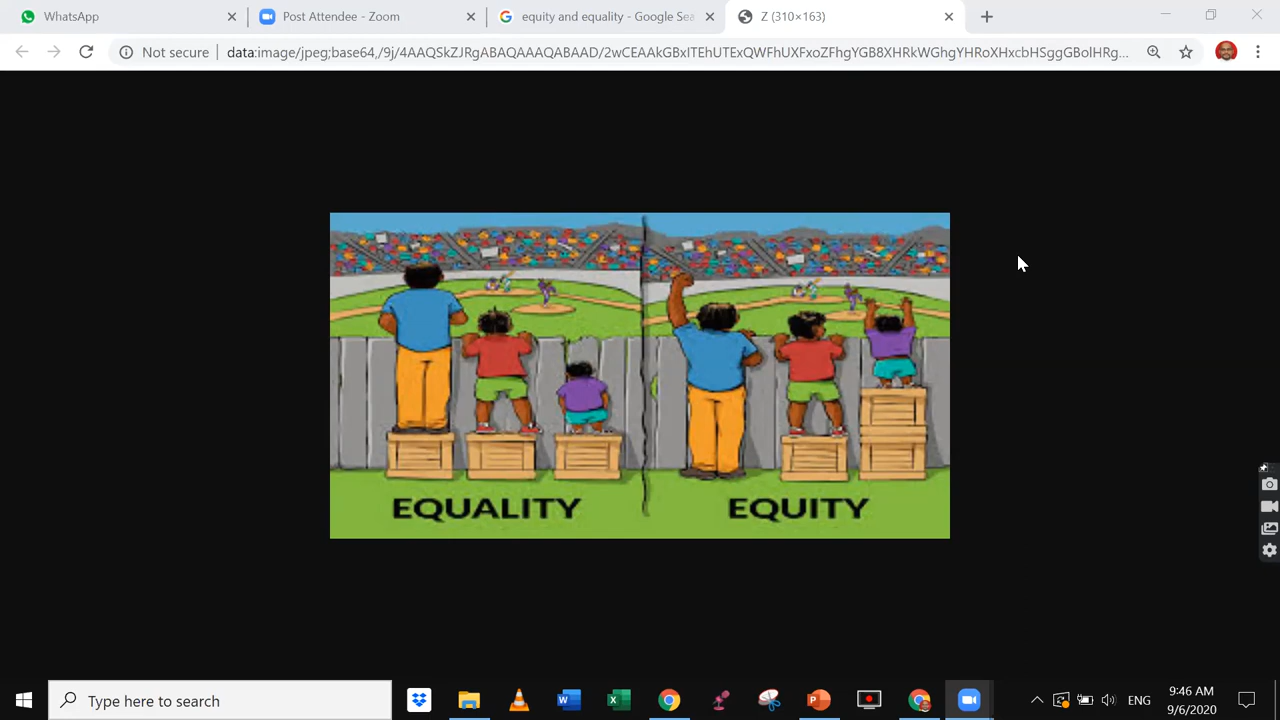 WhatsApp
Post Attendee - Zoom
equity and equality - Google Sea
Z (310×163)
Not secure
data:image/jpeg;base64,/9j/4AAQSkZJRgABAQAAAQABAAD/2wCEAAkGBxITEhUTExQWFhUXFxoZFhgYGB8XHRkWGhgYHRoXHxcbHSggGBolHRg...
EQUALITY
EQUITY
Type here to search
ENG
9:46 AM
9/6/2020